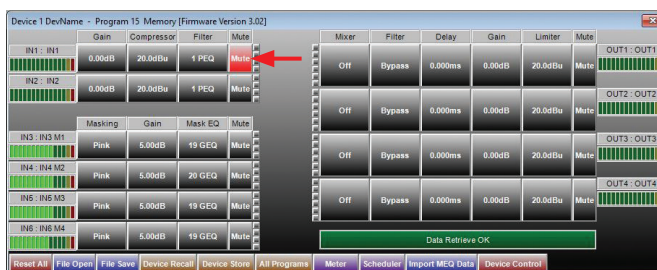 Device 1 DevName - Program 15 Memory [Firmware Version 3.02]
Gain Compressor Filter Mute
IN1 : IN1
0.00dB 20.0dBu 1 PEQ Mute
IN2 : IN2
0.00dB 20.0dBu 1 PEQ Mute
Masking Gain Mask EQ Mute
IN3 : IN3 M1
Pink 5.00dB 19 GEQ Mute
IN4 : IN4 M2
Pink 5.00dB 20 GEQ Mute
IN5 : IN5 M3
Pink 5.00dB 19 GEQ Mute
IN6 : IN6 M4
Pink 5.00dB 19 GEQ Mute
Mixer Filter Delay Gain Limiter Mute
OUT1 : OUT1
Off Bypass 0.000ms 0.00dB 20.0dBu Mute
OUT2 : OUT2
Off Bypass 0.000ms 0.00dB 20.0dBu Mute
OUT3 : OUT3
Off Bypass 0.000ms 0.00dB 20.0dBu Mute
OUT4 : OUT4
Off Bypass 0.000ms 0.00dB 20.0dBu Mute
Data Retrieve OK
Reset All File Open File Save Device Recall Device Store All Programs Meter Scheduler Import MEQ Data Device Control